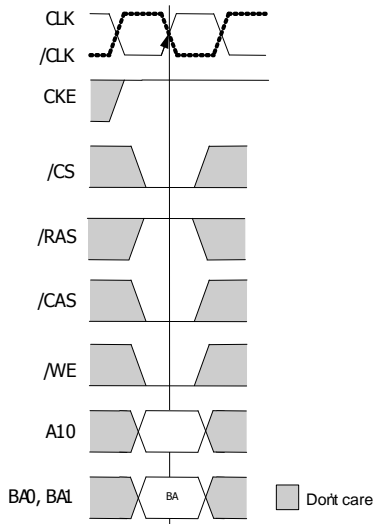 CLK
/CLK
CKE
/CS
/RAS
/CAS
/WE
A10
BA0, BA1
BA
Don't care